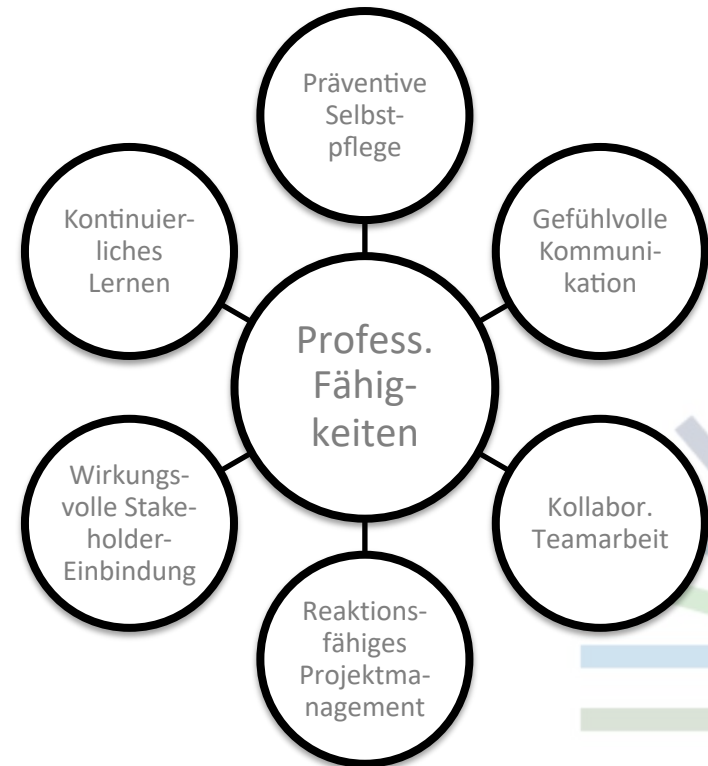 Präventive
Selbst-
pflege
Gefühlvolle
Kommuni-
kation
Kollabor.
Teamarbeit
Reaktions-
fähiges
Projektma-
nagement
Wirkungs-
volle Stake-
holder-
Einbindung
Kontinuier-
liches
Lernen
Profess.
Fähig-
keiten